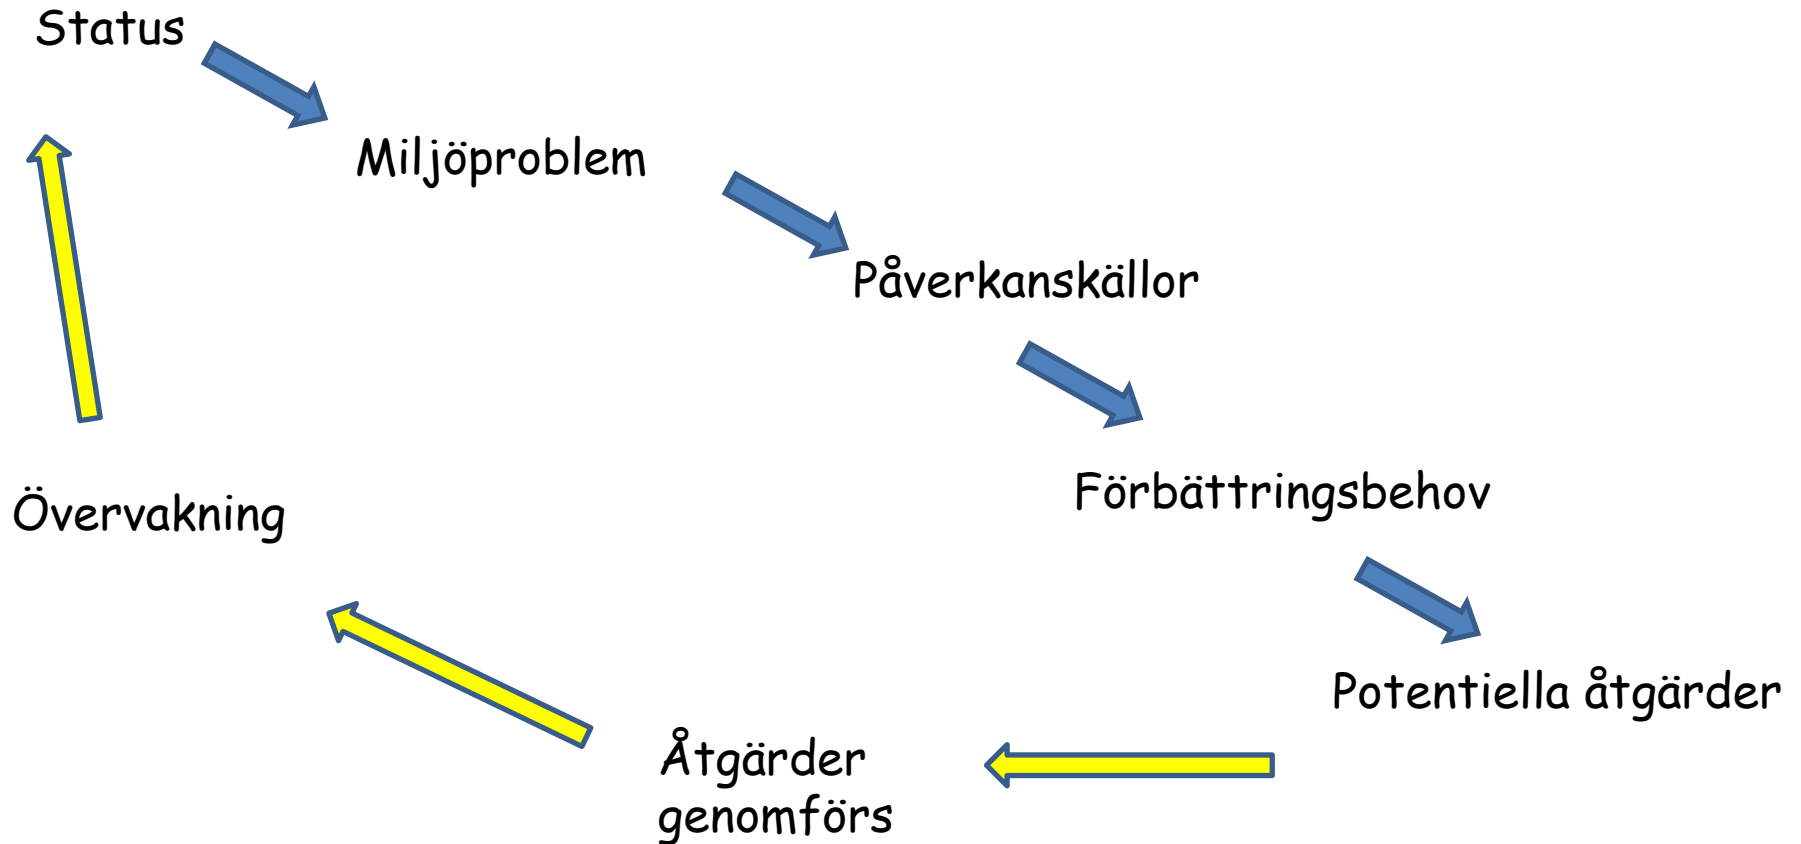 Status
Miljöproblem
Påverkanskällor
Förbättringsbehov
Övervakning
Potentiella åtgärder
Åtgärder
genomförs